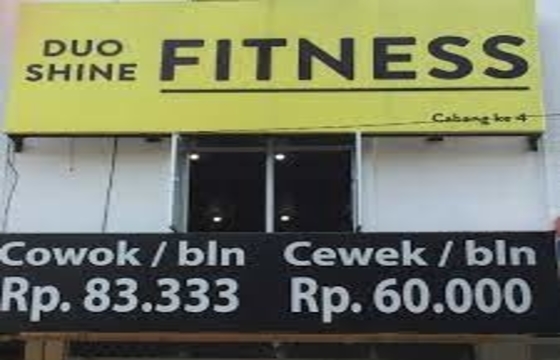 DUO
SHINE FITNESS
Cabang ke 4
Cowok / bln Cewek / bln
Rp. 83.333 Rp. 60.000